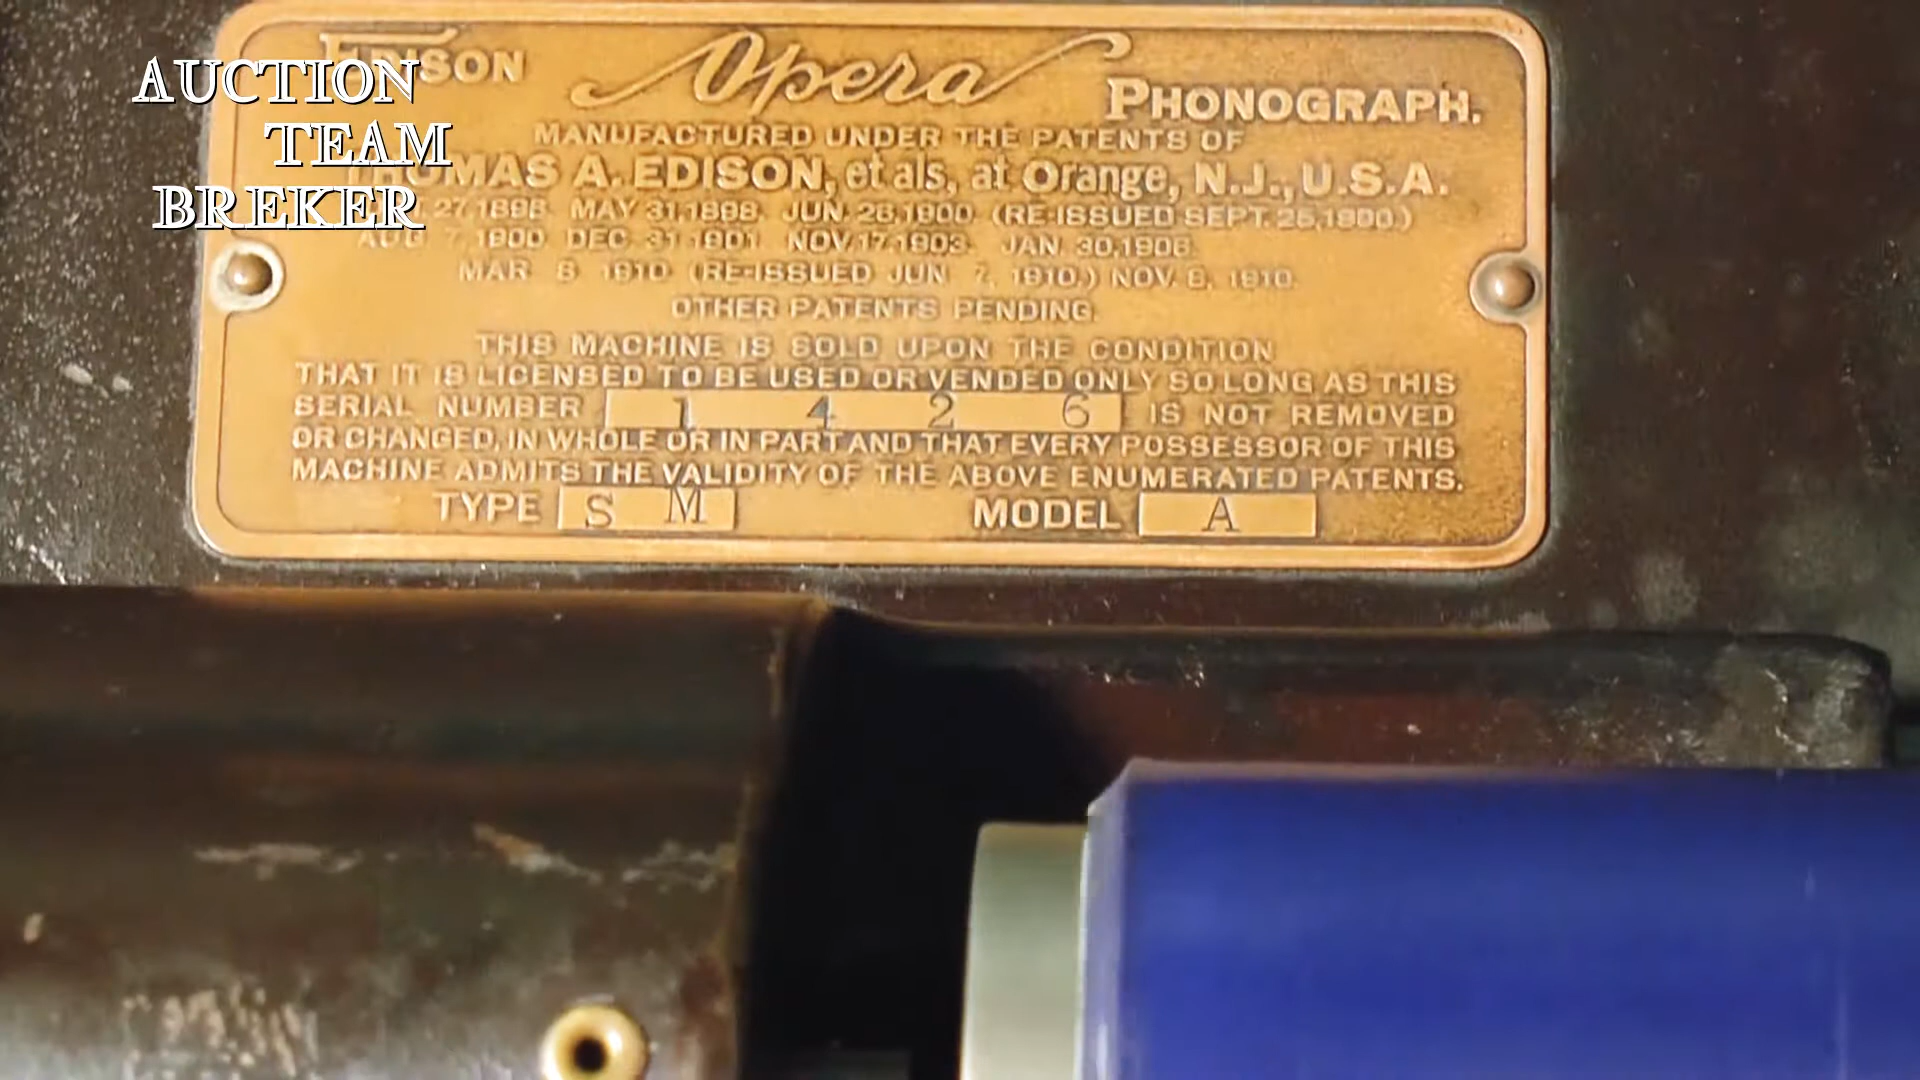 AUCTION
TEAM
BREKER
EDISON Opera PHONOGRAPH.
MANUFACTURED UNDER THE PATENTS OF
THOMAS A. EDISON, et als, at Orange, N.J., U.S.A.
27,1898 MAY 31,1898 JUN 26,1900 (RE-ISSUED SEPT. 25,1900.)
AUG 7, 1900 DEC 31 1901 NOV 17 1903 JAN. 30,1906
MAR 8 1910 (RE-ISSUED JUN 7, 1910.) NOV. 8, 1910.
OTHER PATENTS PENDING.
THIS MACHINE IS SOLD UPON THE CONDITION
THAT IT IS LICENSED TO BE USED OR VENDED ONLY SO LONG AS THIS
SERIAL NUMBER 1 4 2 6 IS NOT REMOVED
OR CHANGED, IN WHOLE OR IN PART AND THAT EVERY POSSESSOR OF THIS
MACHINE ADMITS THE VALIDITY OF THE ABOVE ENUMERATED PATENTS.
TYPE S M MODEL A